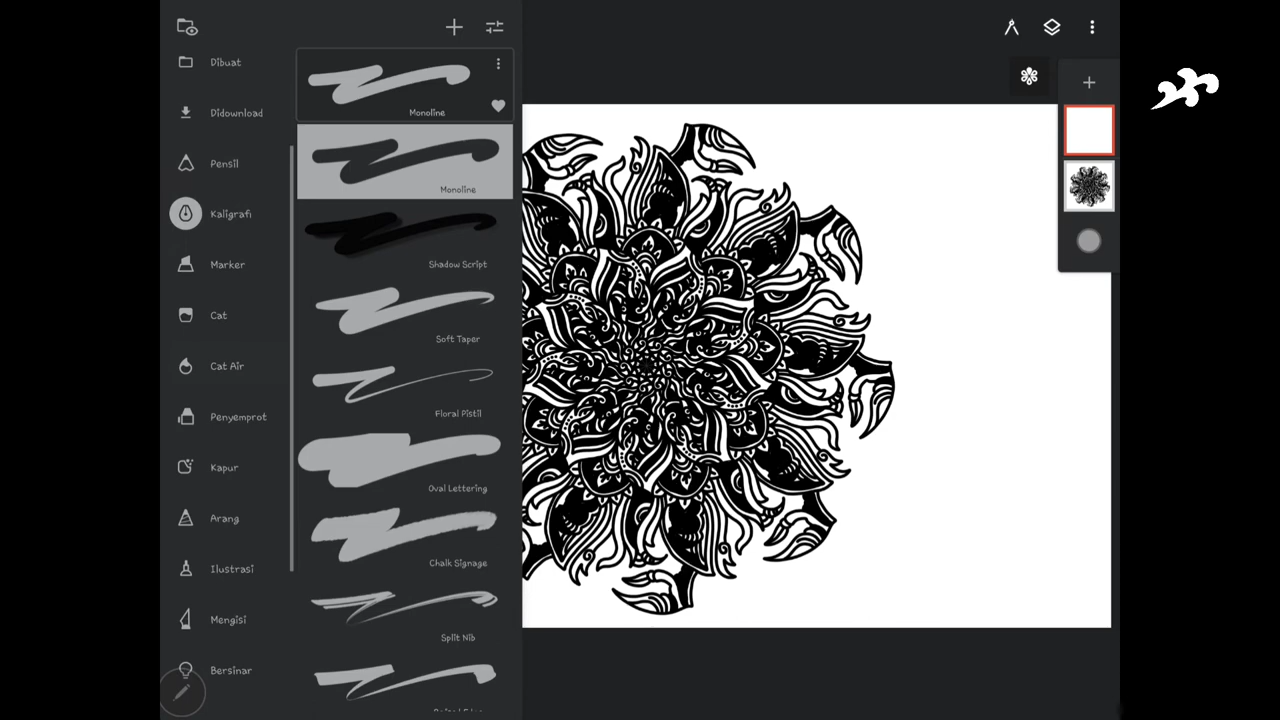 Dibuat
Didownload
Pensil
Kaligrafi
Marker
Cat
Cat Air
Penyemprot
Kapur
Arang
Ilustrasi
Mengisi
Bersinar
Monoline
Monoline
Shadow Script
Soft Taper
Floral Pistil
Oval Lettering
Chalk Signage
Split Nib